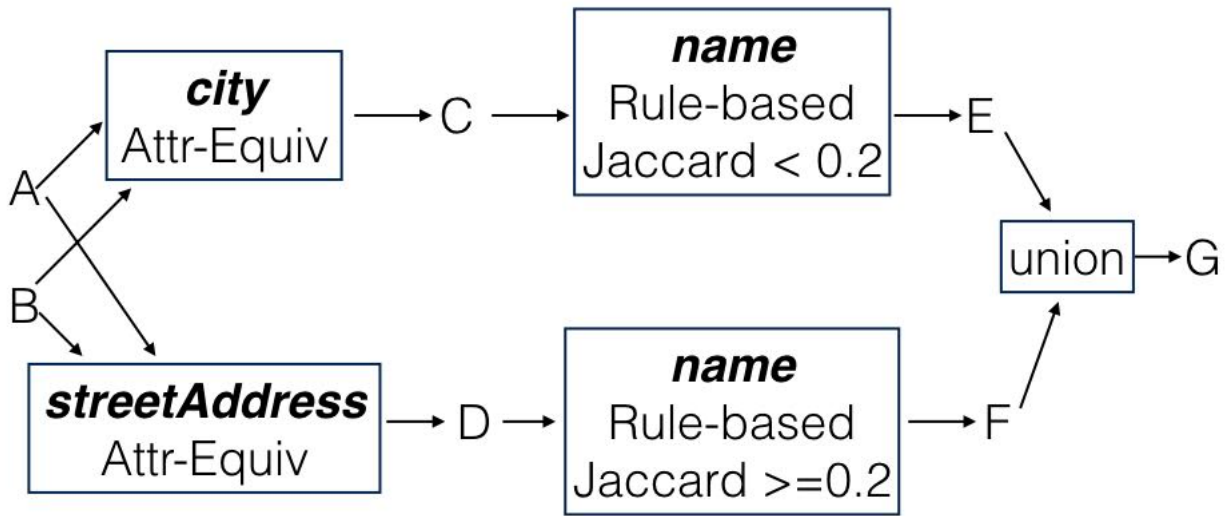 A
B
city
Attr-Equiv
C
name
Rule-based
Jaccard < 0.2
E
streetAddress
Attr-Equiv
D
name
Rule-based
Jaccard >=0.2
F
union
G